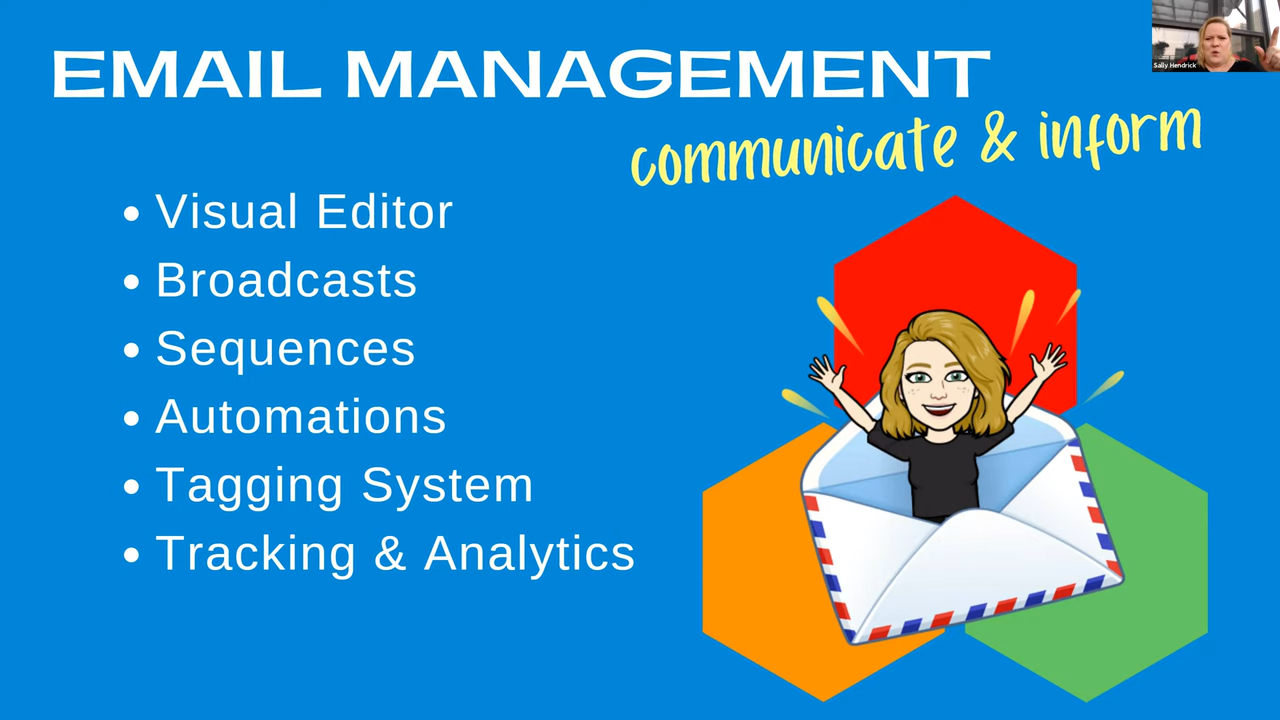 EMAIL MANAGEMENT
communicate & inform
Sally Hendrick
• Visual Editor
• Broadcasts
• Sequences
• Automations
• Tagging System
• Tracking & Analytics